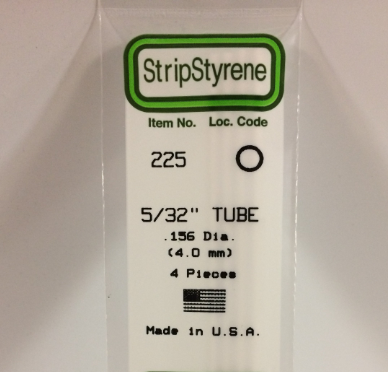 StripStyrene
Item No. Loc. Code
225
5/32" TUBE
.156 Dia.
(4.0 mm)
4 Pieces
Made in U.S.A.